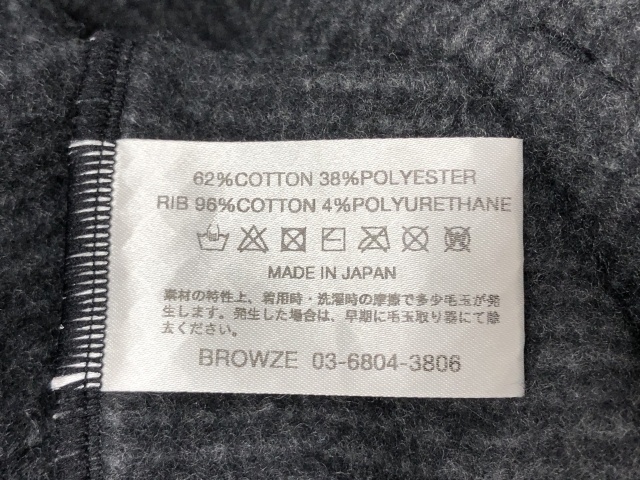 62%COTTON 38%POLYESTER
RIB 96%COTTON 4%POLYURETHANE
MADE IN JAPAN
素材の特性上、着用時・洗濯時の摩擦で多少毛玉が発
生します。発生した場合は、早期に毛玉取り器にて除
去ください。
BROWZE 03-6804-3806